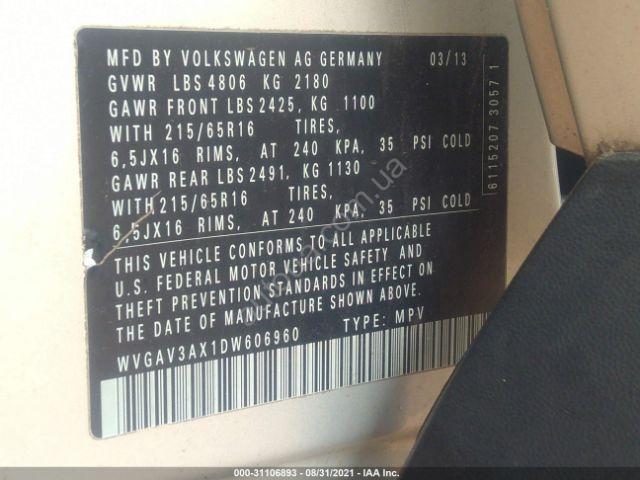 MFD BY VOLKSWAGEN AG GERMANY 03/13
GVWR LBS 4806 KG 2180
GAWR FRONT LBS 2425, KG 1100
WITH 215/65R16 TIRES,
6,5JX16 RIMS, AT 240 KPA, 35 PSI COLD
GAWR REAR LBS 2491, KG 1130
WITH 215/65R16 TIRES,
6,5JX16 RIMS, AT 240 KPA, 35 PSI COLD
THIS VEHICLE CONFORMS TO ALL APPLICABLE
U.S. FEDERAL MOTOR VEHICLE SAFETY AND
THEFT PREVENTION STANDARDS IN EFFECT ON
THE DATE OF MANUFACTURE SHOWN ABOVE.
WVGAV3AX1DW606960 TYPE: MPV
6115207 3057 1
000-31106893 - 08/31/2021 - IAA Inc.